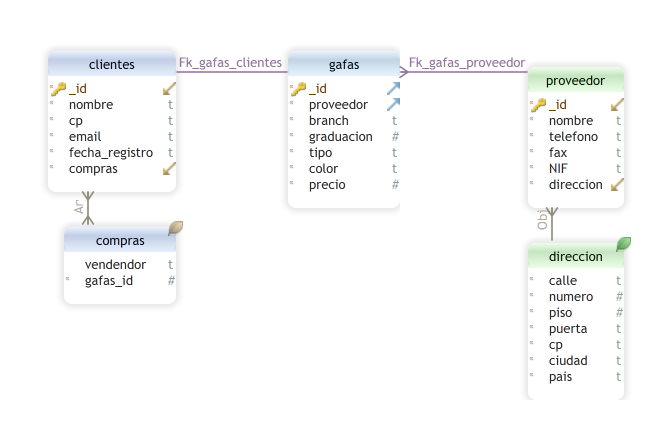 clientes
_id
nombre t
cp t
email t
fecha_registro t
compras
Fk_gafas_clientes
gafas
_id
proveedor
branch t
graduacion #
tipo t
color t
precio #
Fk_gafas_proveedor
proveedor
_id
nombre t
telefono t
fax t
NIF t
direccion
Ar
compras
vendendor t
gafas_id #
Obj
direccion
calle t
numero #
piso #
puerta t
cp t
ciudad t
pais t